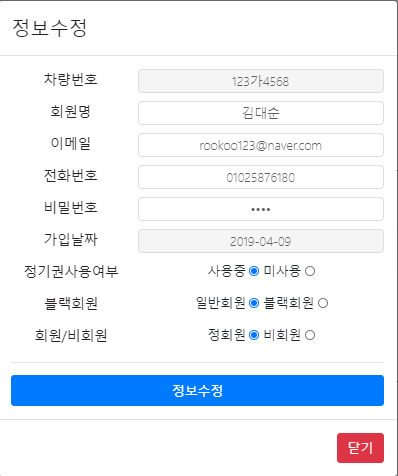 정보수정
차량번호 123가4568
회원명 김대순
이메일 rookoo123@naver.com
전화번호 01025876180
비밀번호 ••••
가입날짜 2019-04-09
정기권사용여부 사용중 미사용
블랙회원 일반회원 블랙회원
회원/비회원 정회원 비회원
정보수정
닫기